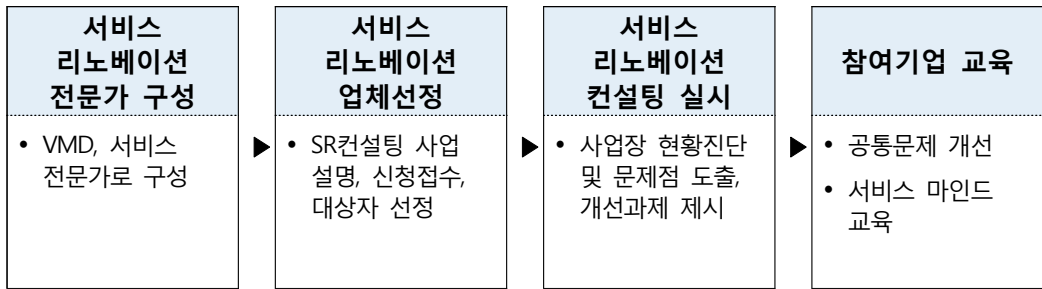 서비스
리노베이션
전문가 구성
• VMD, 서비스
전문가로 구성
▶
서비스
리노베이션
업체선정
• SR컨설팅 사업
설명, 신청접수,
대상자 선정
서비스
리노베이션
컨설팅 실시
• 사업장 현황진단
및 문제점 도출,
개선과제 제시
▶
참여기업 교육
• 공통문제 개선
• 서비스 마인드
교육